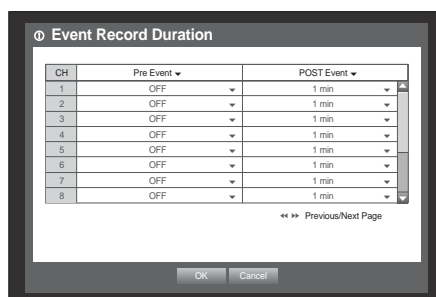 Event Record Duration
CH Pre Event POST Event
1 OFF 1 min
2 OFF 1 min
3 OFF 1 min
4 OFF 1 min
5 OFF 1 min
6 OFF 1 min
7 OFF 1 min
8 OFF 1 min
Previous/Next Page
OK Cancel